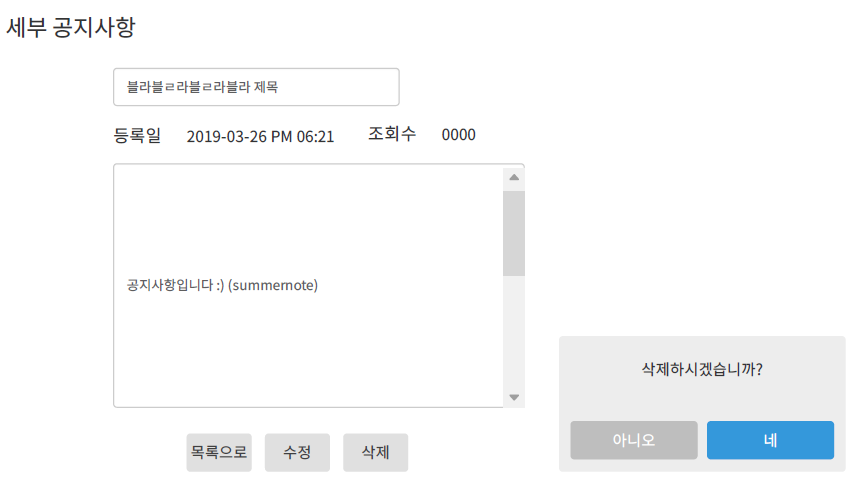 세부 공지사항
블라블ㄹ라블ㄹ라블라 제목
등록일 2019-03-26 PM 06:21 조회수 0000
공지사항입니다 :) (summernote)
삭제하시겠습니까?
아니오 네
목록으로 수정 삭제